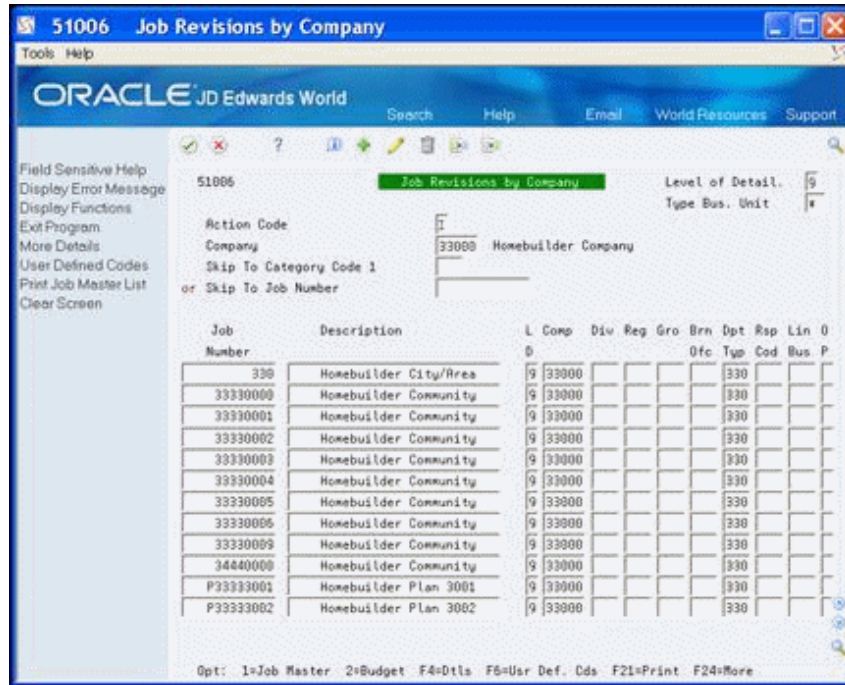 51006 Job Revisions by Company
Tools Help
ORACLE JD Edwards World
Search Help Email World Resources Support
Field Sensitive Help
Display Error Message
Display Functions
Exit Program
More Details
User Defined Codes
Print Job Master List
Clear Screen
51006 Job Revisions by Company Level of Detail. 9
Type Bus. Unit *
Action Code I
Company 33000 Homebuilder Company
Skip To Category Code 1
or Skip To Job Number
Job Description L Comp Div Reg Gro Brn Dpt Rsp Lin O
Number D Ofc Typ Cod Bus P
330 Homebuilder City/Area 9 33000 330
33330000 Homebuilder Community 9 33000 330
33330001 Homebuilder Community 9 33000 330
33330002 Homebuilder Community 9 33000 330
33330003 Homebuilder Community 9 33000 330
33330004 Homebuilder Community 9 33000 330
33330005 Homebuilder Community 9 33000 330
33330006 Homebuilder Community 9 33000 330
33330009 Homebuilder Community 9 33000 330
34440000 Homebuilder Community 9 33000 330
P33333001 Homebuilder Plan 3001 9 33000 330
P33333002 Homebuilder Plan 3002 9 33000 330
Opt: 1=Job Master 2=Budget F4=Dtls F6=Usr Def. Cds F21=Print F24=More